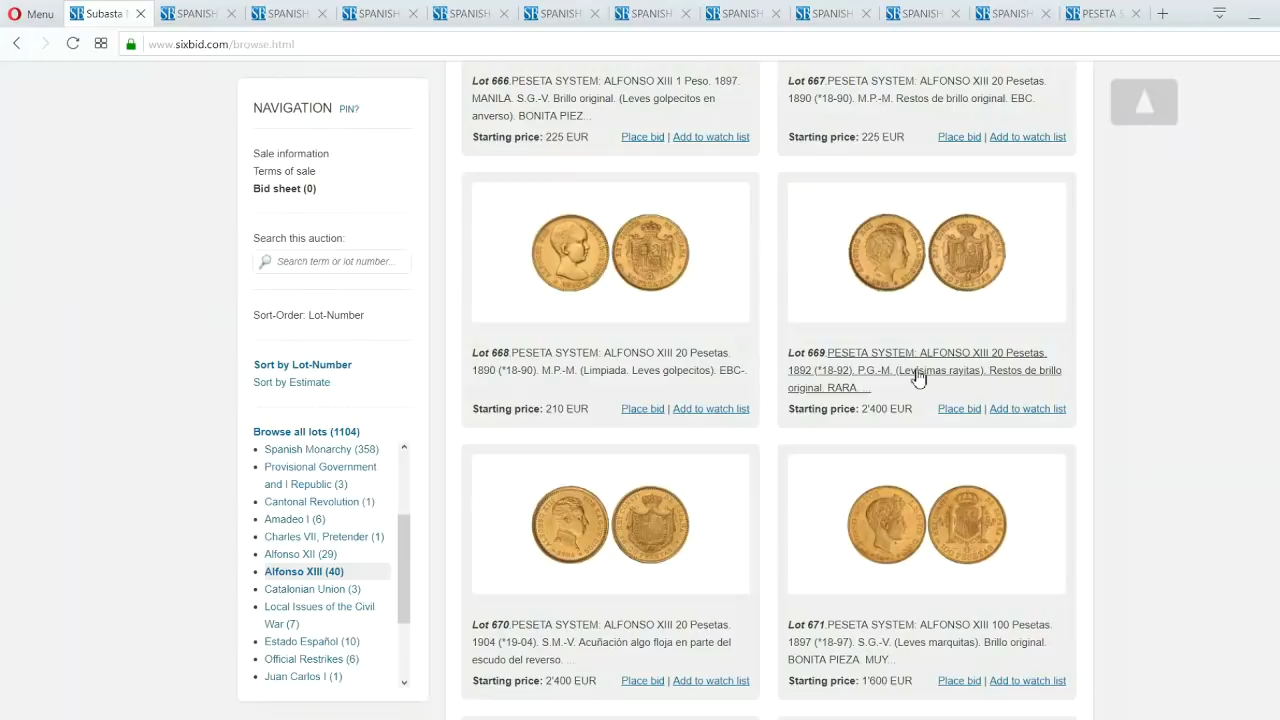 Menu
Subasta
SPANISH
SPANISH
SPANISH
SPANISH
SPANISH
SPANISH
SPANISH
SPANISH
SPANISH
SPANISH
PESETA S
www.sixbid.com/browse.html
NAVIGATION PIN?
Sale information
Terms of sale
Bid sheet (0)
Search this auction:
Search term or lot number...
Sort-Order: Lot-Number
Sort by Lot-Number
Sort by Estimate
Browse all lots (1104)
Spanish Monarchy (358)
Provisional Government
and I Republic (3)
Cantonal Revolution (1)
Amadeo I (6)
Charles VII, Pretender (1)
Alfonso XII (29)
Alfonso XIII (40)
Catalonian Union (3)
Local Issues of the Civil
War (7)
Estado Español (10)
Official Restrikes (6)
Juan Carlos I (1)
Lot 666.PESETA SYSTEM: ALFONSO XIII 1 Peso. 1897.
MANILA. S.G.-V. Brillo original. (Leves golpecitos en
anverso). BONITA PIEZ...
Starting price: 225 EUR Place bid | Add to watch list
Lot 667.PESETA SYSTEM: ALFONSO XIII 20 Pesetas.
1890 (*18-90). M.P.-M. Restos de brillo original. EBC.
Starting price: 225 EUR Place bid | Add to watch list
Lot 668.PESETA SYSTEM: ALFONSO XIII 20 Pesetas.
1890 (*18-90). M.P.-M. (Limpiada. Leves golpecitos). EBC-.
Starting price: 210 EUR Place bid | Add to watch list
Lot 669.PESETA SYSTEM: ALFONSO XIII 20 Pesetas.
1892 (*18-92). P.G.-M. (Levísimas rayitas). Restos de brillo
original. RARA. ...
Starting price: 2'400 EUR Place bid | Add to watch list
Lot 670.PESETA SYSTEM: ALFONSO XIII 20 Pesetas.
1904 (*19-04). S.M.-V. Acuñación algo floja en parte del
escudo del reverso. ...
Starting price: 2'400 EUR Place bid | Add to watch list
Lot 671.PESETA SYSTEM: ALFONSO XIII 100 Pesetas.
1897 (*18-97). S.G.-V. (Leves marquitas). Brillo original.
BONITA PIEZA. MUY...
Starting price: 1'600 EUR Place bid | Add to watch list